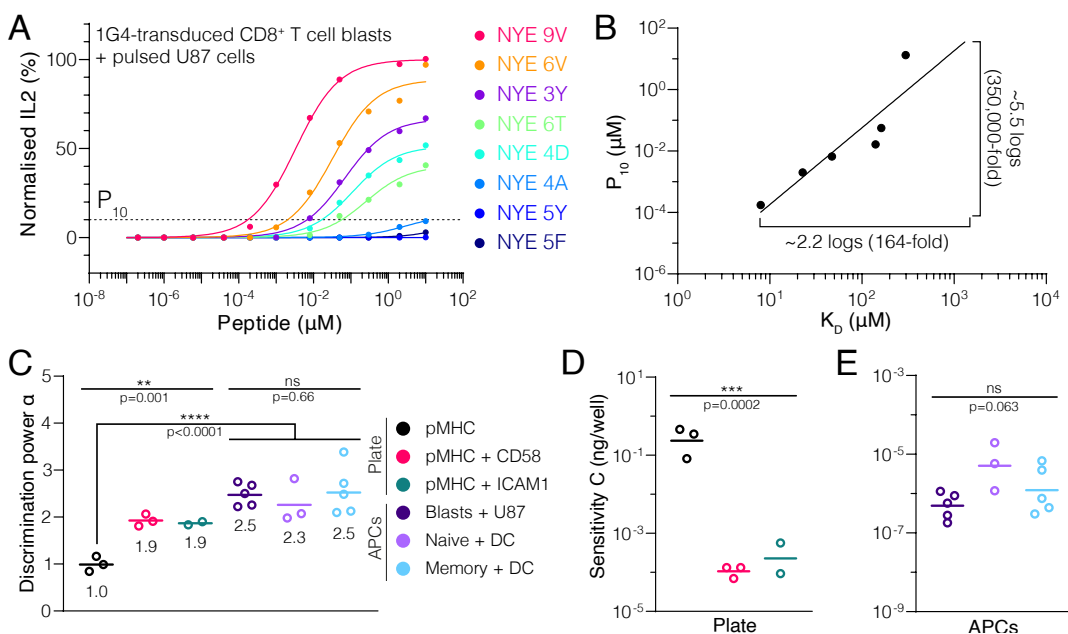 A
1G4-transduced CD8⁺ T cell blasts
+ pulsed U87 cells
Normalised IL2 (%)
100
50
0
P₁₀
10⁻⁸ 10⁻⁶ 10⁻⁴ 10⁻² 10⁰ 10²
Peptide (µM)
NYE 9V
NYE 6V
NYE 3Y
NYE 6T
NYE 4D
NYE 4A
NYE 5Y
NYE 5F
B
P₁₀ (µM)
10²
10⁰
10⁻²
10⁻⁴
10⁻⁶
~5.5 logs
(350,000-fold)
~2.2 logs (164-fold)
10⁰ 10¹ 10² 10³ 10⁴
K_D (µM)
C
Discrimination power α
5
4
3
2
1
0
**
p=0.001
ns
p=0.66
****
p<0.0001
1.0
1.9
1.9
2.5
2.3
2.5
Plate
pMHC
pMHC + CD58
pMHC + ICAM1
APCs
Blasts + U87
Naive + DC
Memory + DC
D
Sensitivity C (ng/well)
10¹
10⁻¹
10⁻³
10⁻⁵
***
p=0.0002
Plate
E
10⁻³
10⁻⁵
10⁻⁷
10⁻⁹
ns
p=0.063
APCs